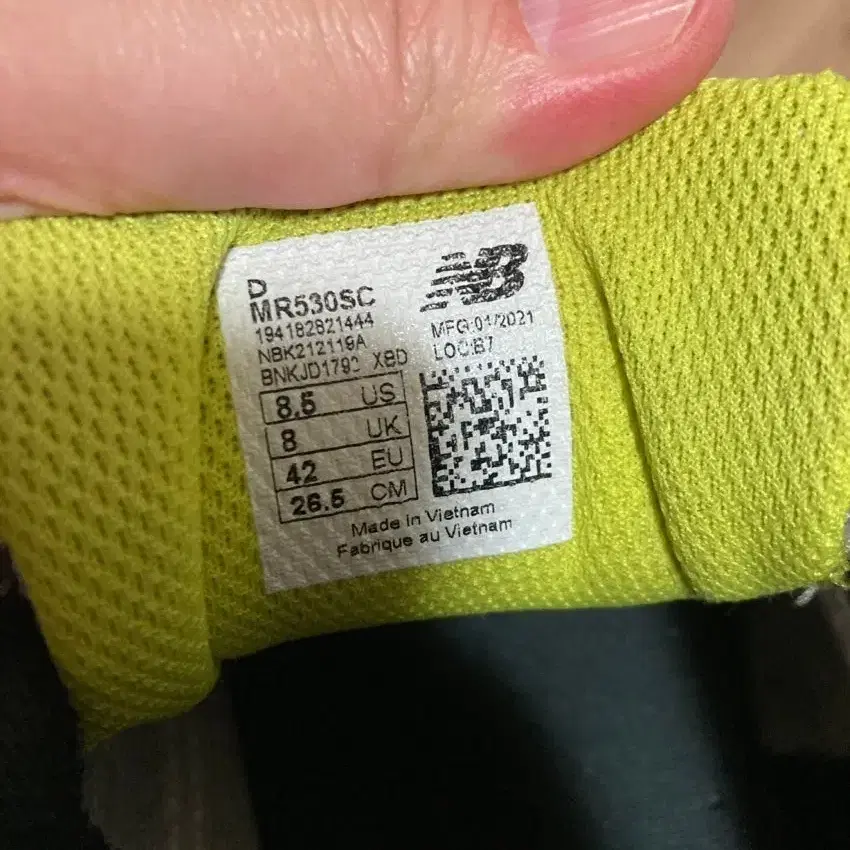 D
MR530SC
194182821444
NBK212119A
XBD
8.5 US
8 UK
42 EU
26.5 CM
NB
MFG:01/2021
LOC:B7
Made in Vietnam
Fabrique au Vietnam